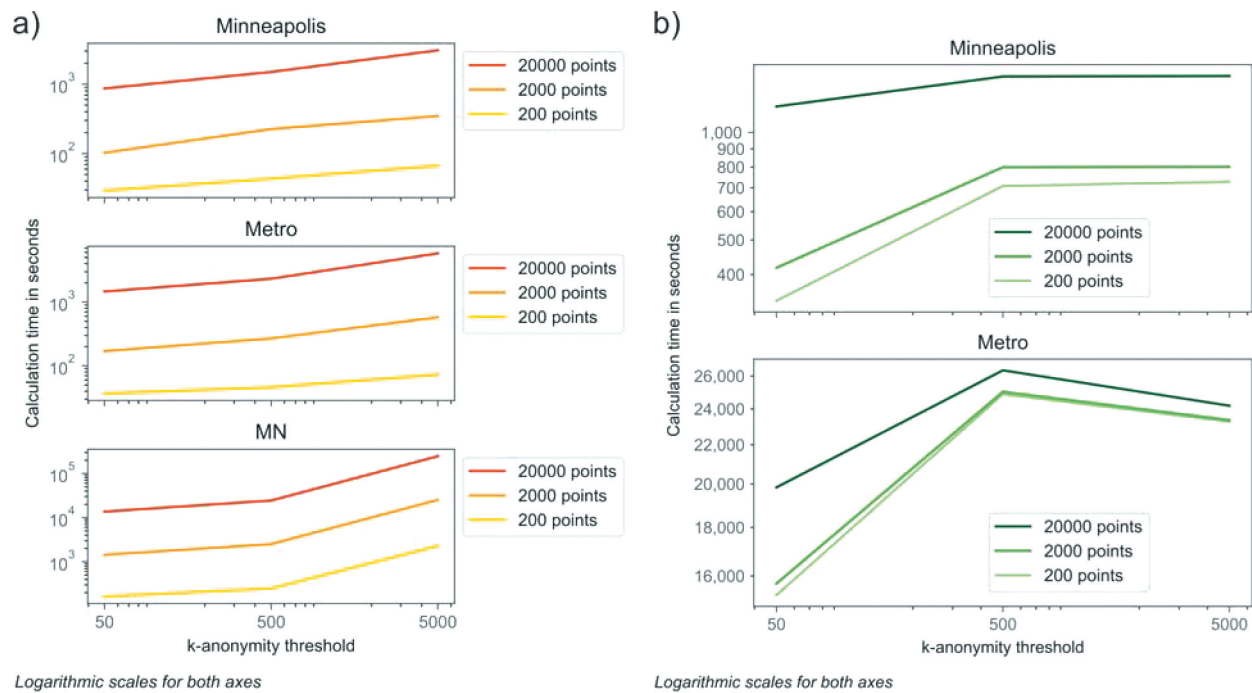 a)
Minneapolis
10^3
10^2
20000 points
2000 points
200 points
Metro
10^3
10^2
20000 points
2000 points
200 points
MN
10^5
10^4
10^3
20000 points
2000 points
200 points
50
500
5000
k-anonymity threshold
Calculation time in seconds
Logarithmic scales for both axes
b)
Minneapolis
1,000
900
800
700
600
500
400
20000 points
2000 points
200 points
Metro
26,000
24,000
22,000
20,000
18,000
16,000
20000 points
2000 points
200 points
50
500
5000
k-anonymity threshold
Calculation time in seconds
Logarithmic scales for both axes